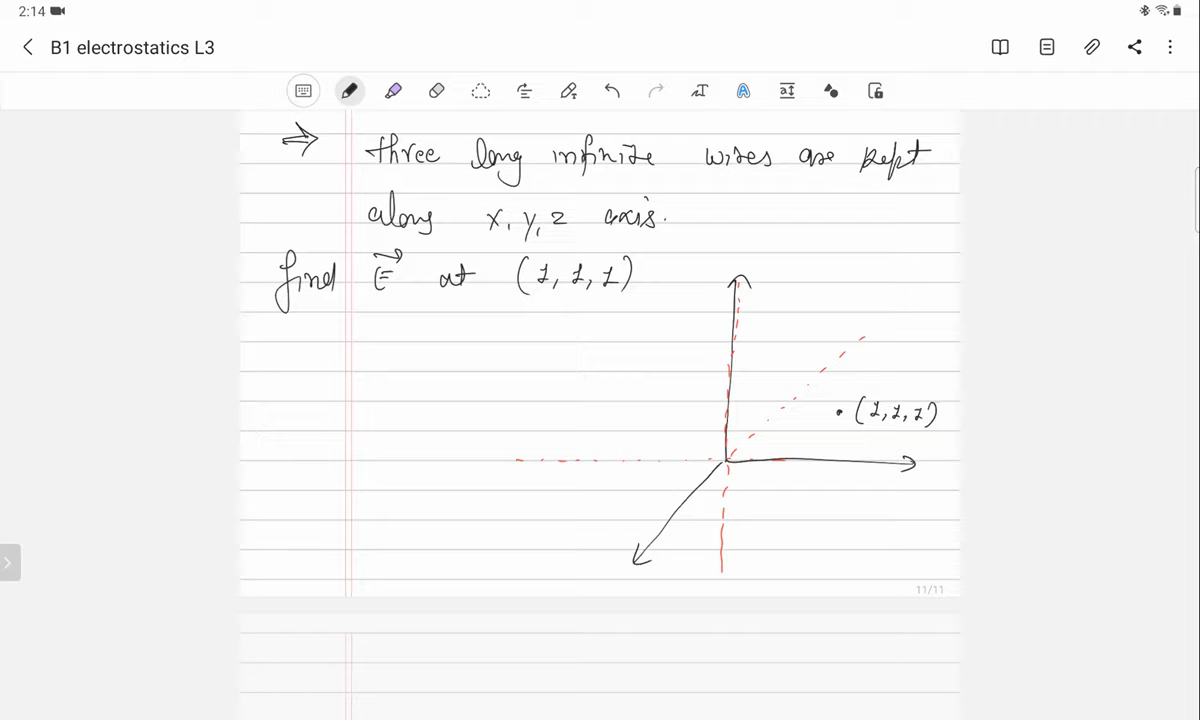 2:14
B1 electrostatics L3
⇒ three long infinite wires are kept
along x, y, z axis.
find E⃗ at (1, 1, 1)
(1, 1, 1)
11/11